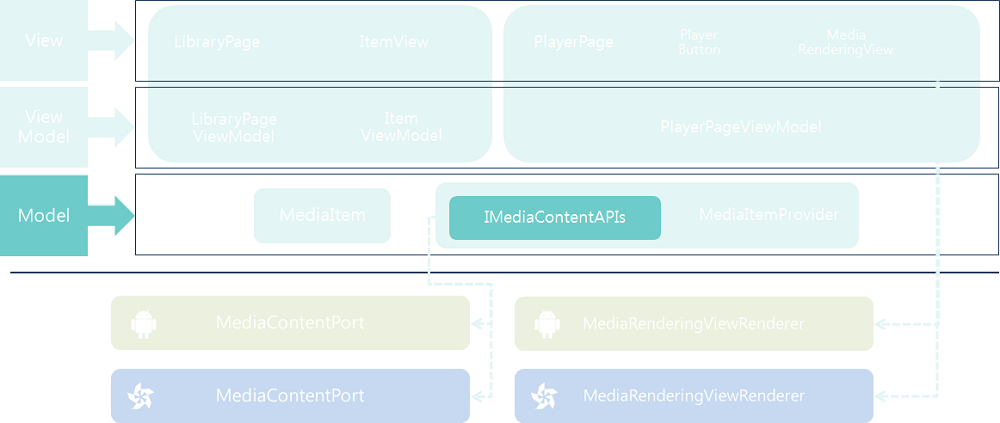 View
LibraryPage
ItemView
PlayerPage
Player
Button
Media
RenderingView
View
Model
LibraryPage
ViewModel
Item
ViewModel
PlayerPageViewModel
Model
MediaItem
IMediaContentAPIs
MediaItemProvider
MediaContentPort
MediaRenderingViewRenderer
MediaContentPort
MediaRenderingViewRenderer